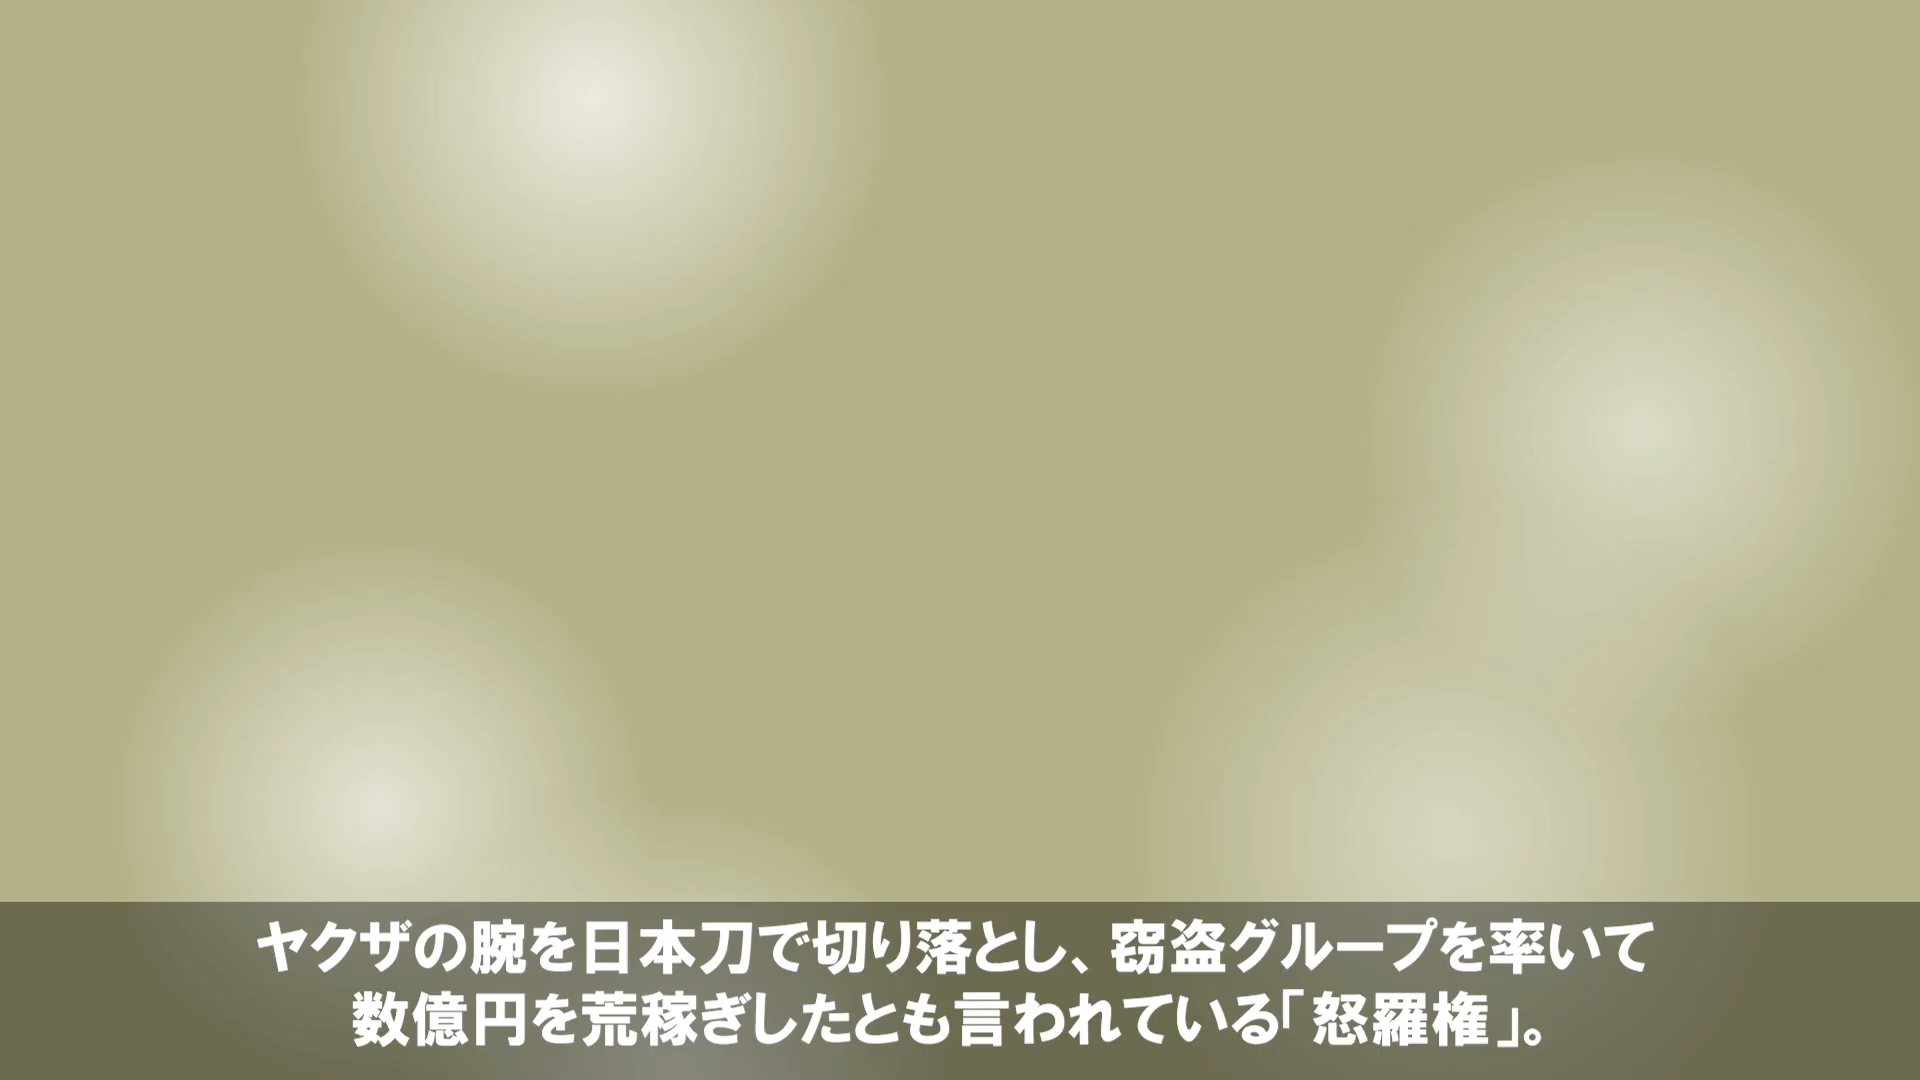 ヤクザの腕を日本刀で切り落とし、窃盗グループを率いて
数億円を荒稼ぎしたとも言われている「怒羅権」。